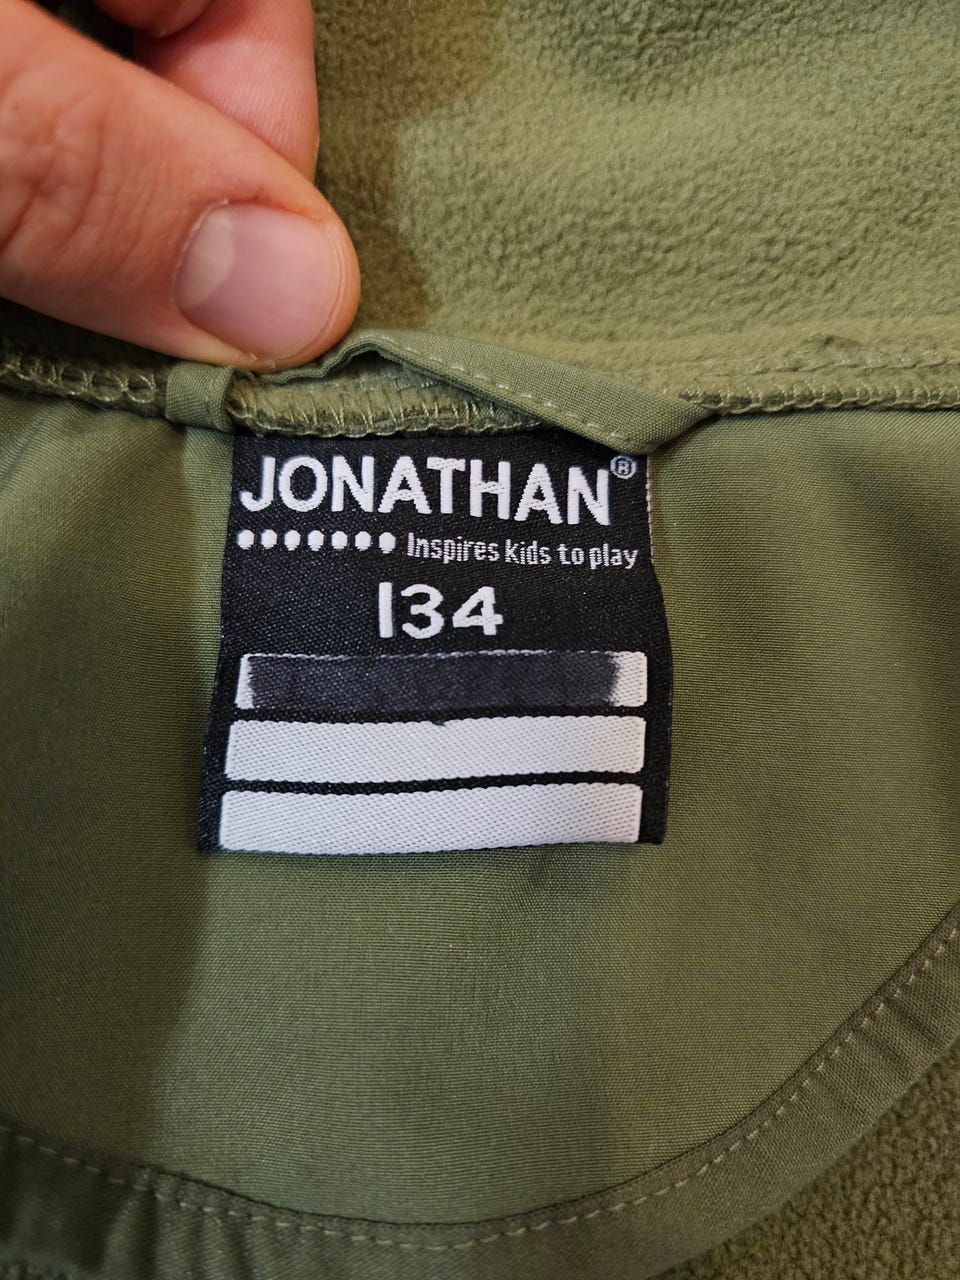 JONATHAN®
Inspires kids to play
134